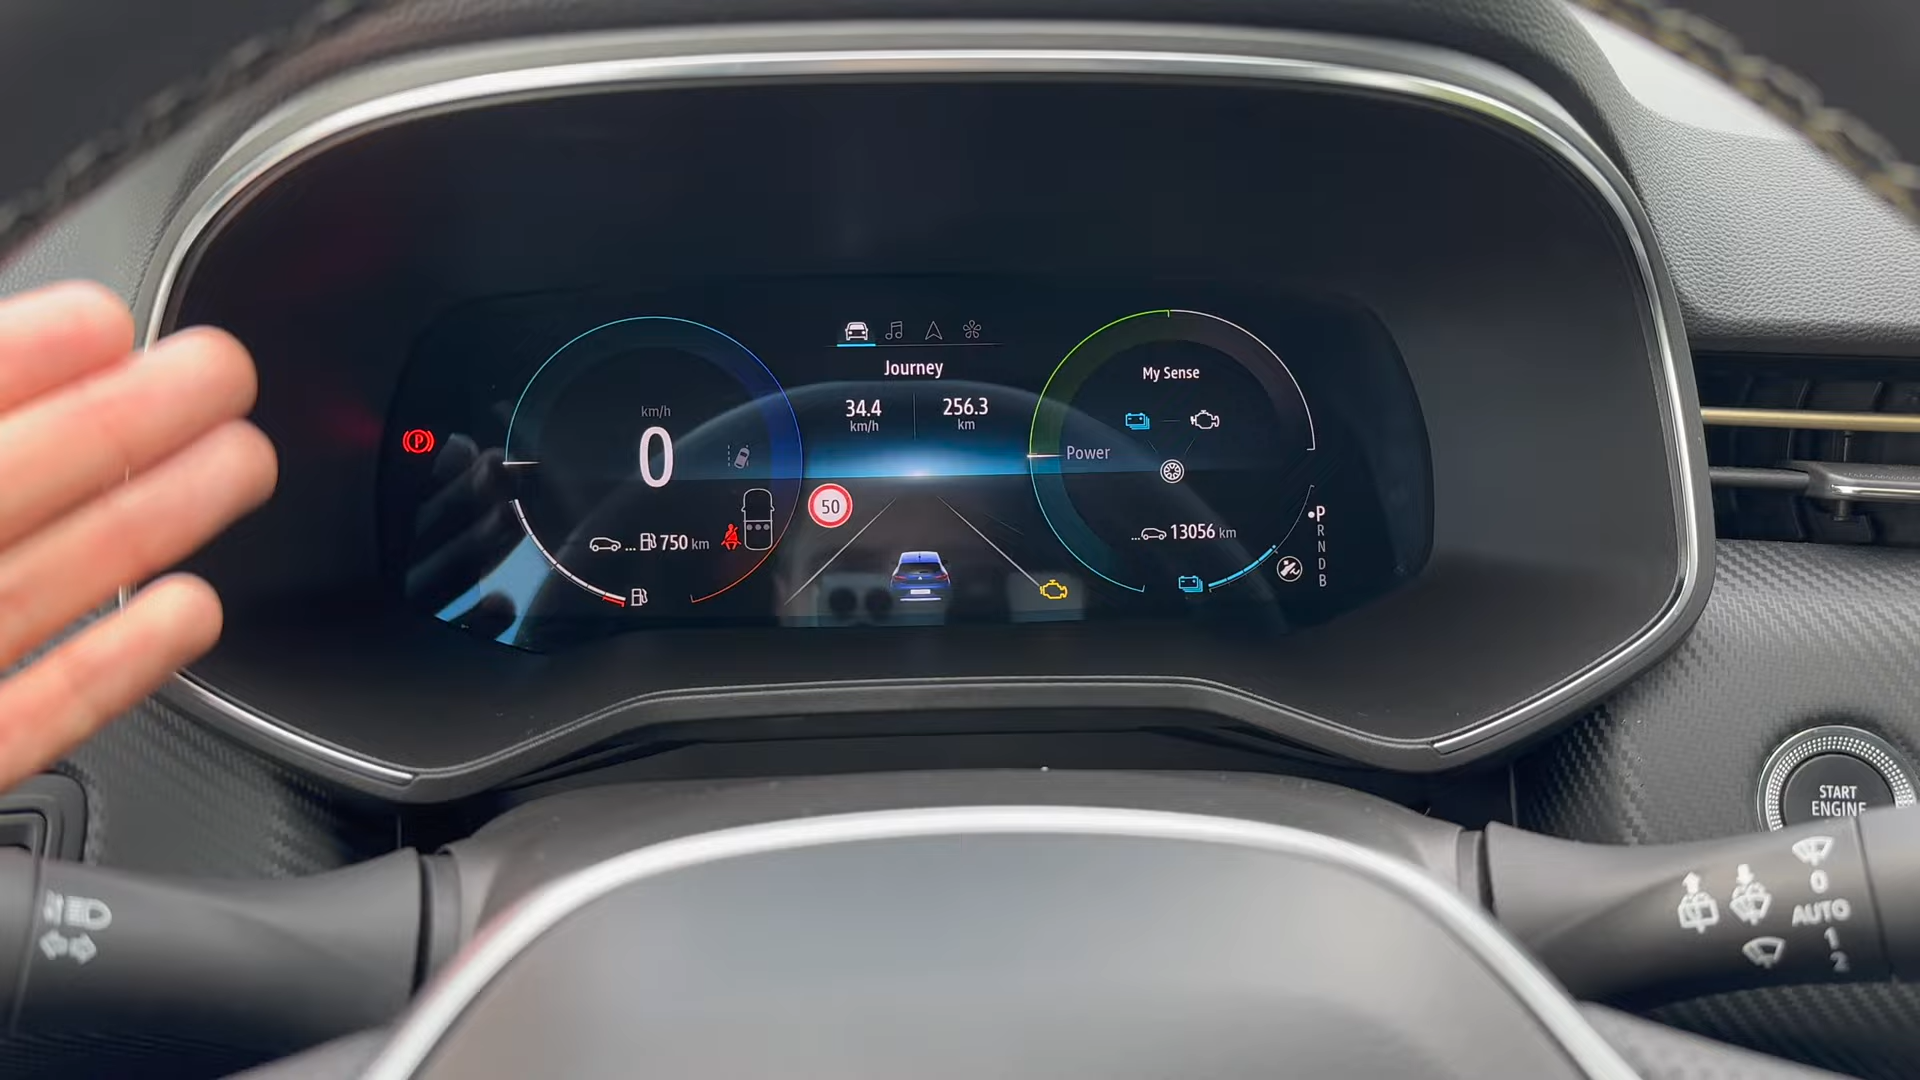 Journey
34.4 256.3
km/h km
km/h
0
50
... 750 km
My Sense
Power
... 13056 km
P
R
N
D
B
P
START
ENGINE
0
AUTO
1
2